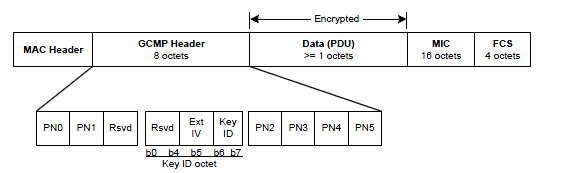 Encrypted
MAC Header
GCMP Header
8 octets
Data (PDU)
>= 1 octets
MIC
16 octets
FCS
4 octets
PN0 PN1 Rsvd Rsvd Ext IV Key ID PN2 PN3 PN4 PN5
b0 b4 b5 b6 b7
Key ID octet